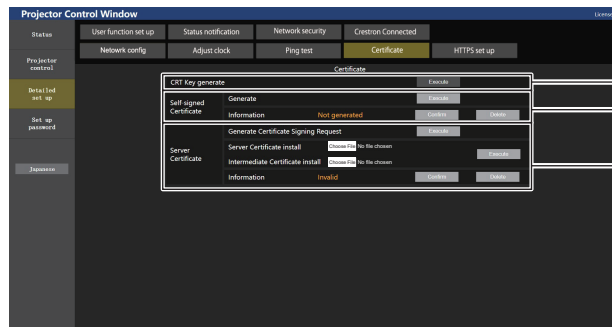 Projector Control Window
License
Status
User function set up
Status notification
Network security
Crestron Connected
Netowrk config
Adjust clock
Ping test
Certificate
HTTPS set up
Projector
control
Certificate
CRT Key generate
Execute
Detailed
set up
Self-signed
Certificate
Generate
Execute
Information
Not generated
Confirm
Delete
Set up
password
Server
Certificate
Generate Certificate Signing Request
Execute
Server Certificate install
Choose File No file chosen
Intermediate Certificate install
Choose File No file chosen
Execute
Information
Invalid
Confirm
Delete
Japanese